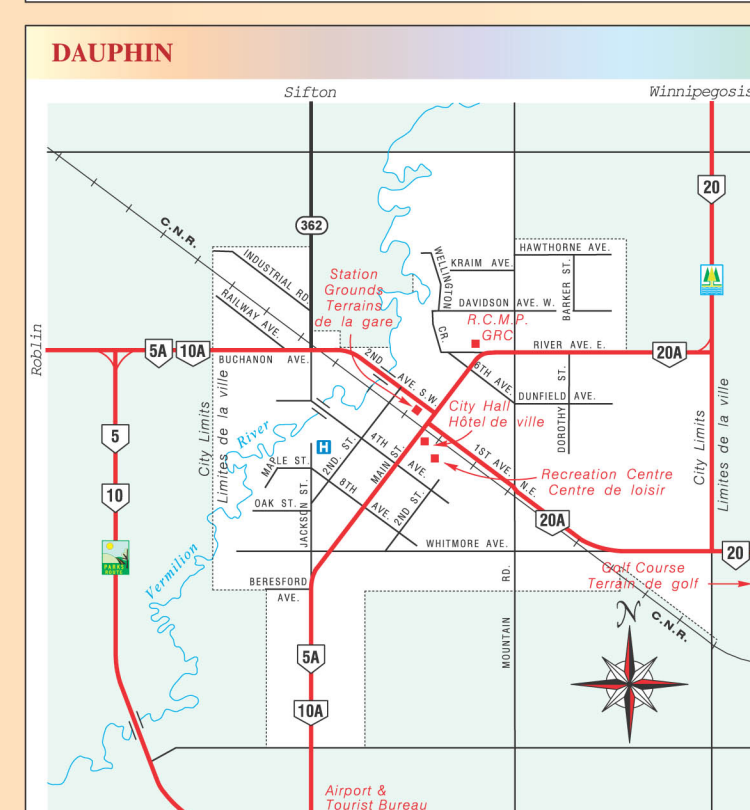 DAUPHIN
Sifton
Winnipegosis
20
362
C.N.R.
HAWTHORNE AVE.
WELLINGTON
CR.
KRAIM AVE.
BARKER ST.
INDUSTRIAL RD.
Station
Grounds
Terrains
de la gare
DAVIDSON AVE. W.
RAILWAY AVE.
R.C.M.P.
GRC
Roblin
5A
10A
BUCHANON AVE.
2ND AVE. S.W.
RIVER AVE. E.
20A
6TH AVE.
DUNFIELD AVE.
DOROTHY ST.
City Limits
Limites de la ville
City Hall
Hôtel de ville
City Limits
Limites de la ville
5
River
H
MAPLE ST.
2ND. ST.
4TH AVE.
MAIN ST.
1ST AVE. N.E.
Recreation Centre
Centre de loisir
10
8TH AVE.
2ND ST.
OAK ST.
JACKSON ST.
20A
PARKS
ROUTE
Vermilion
WHITMORE AVE.
20
BERESFORD
AVE.
MOUNTAIN RD.
Golf Course
Terrain de golf
N
C.N.R.
5A
10A
Airport &
Tourist Bureau